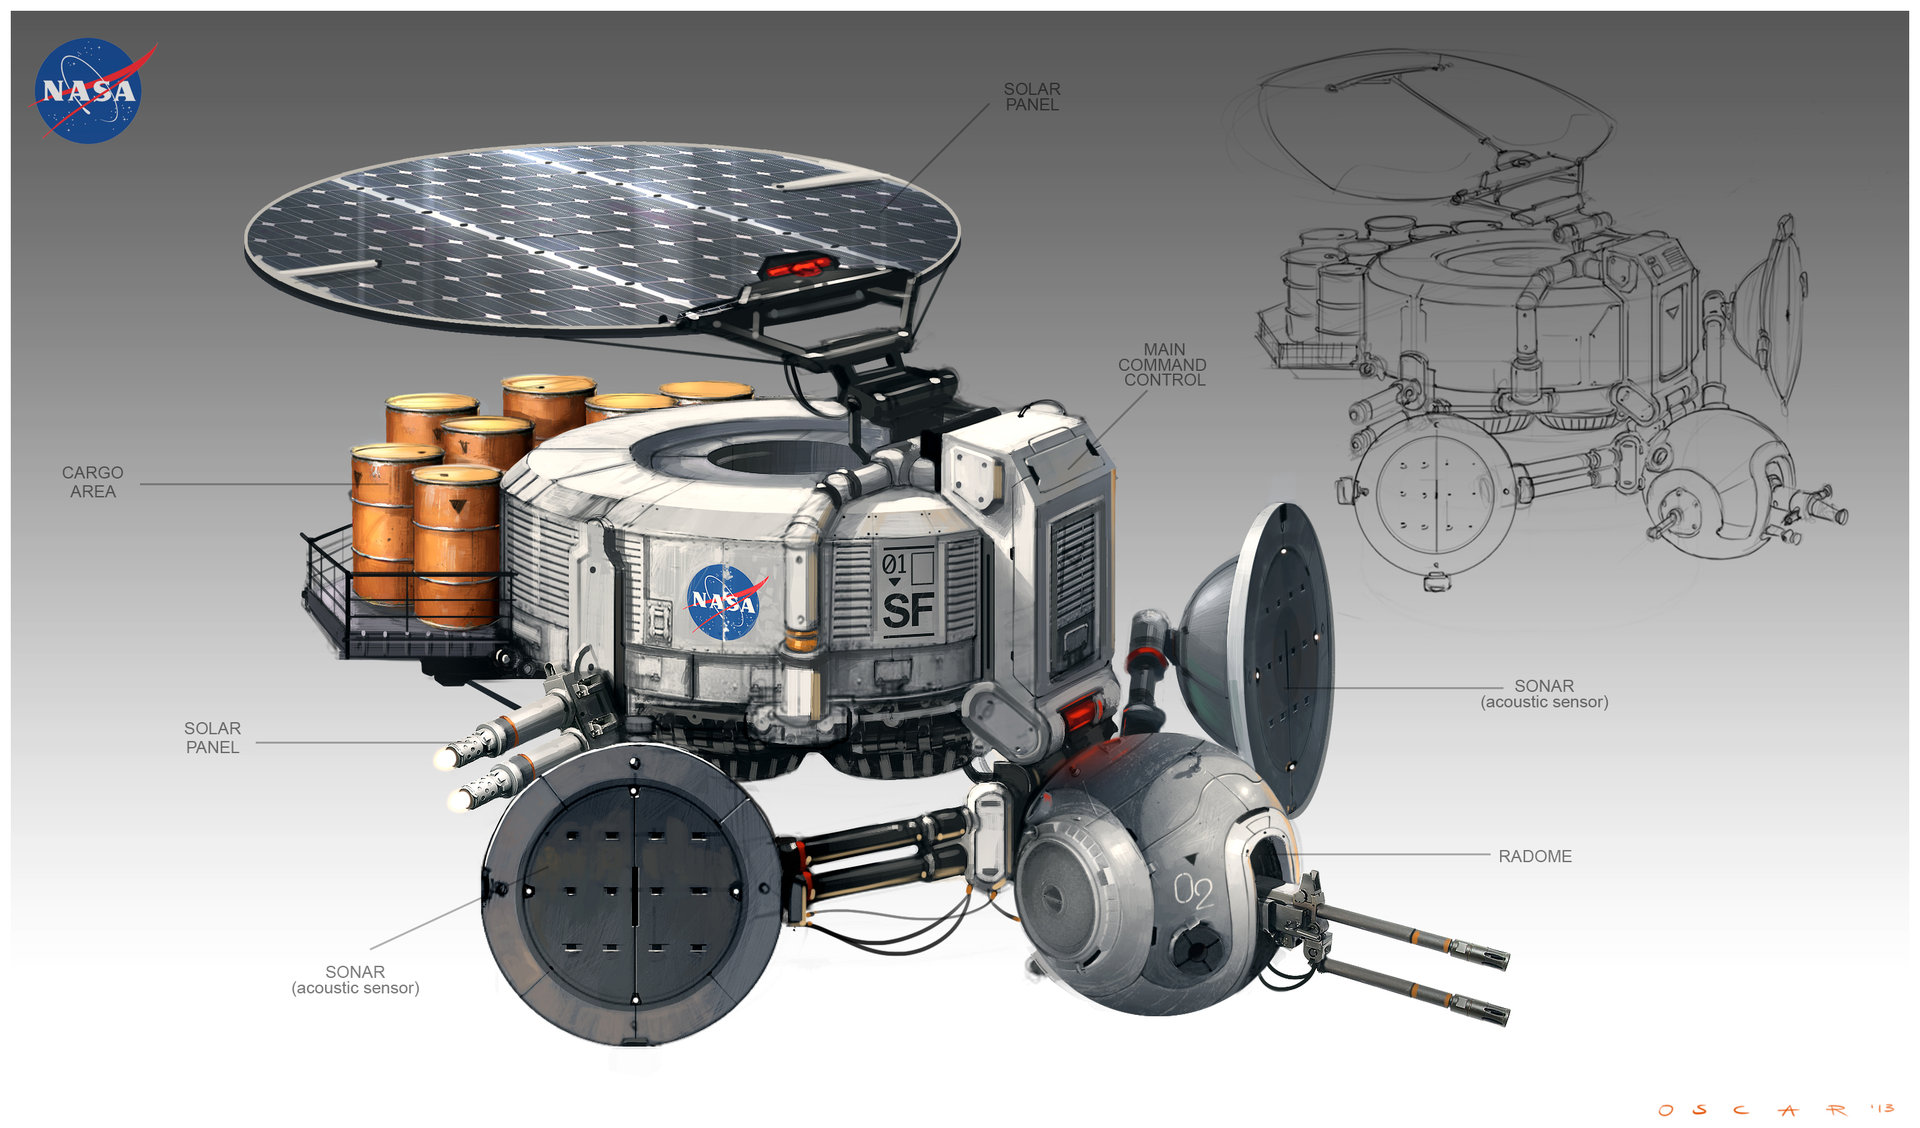 NASA
SOLAR
PANEL
MAIN
COMMAND
CONTROL
CARGO
AREA
NASA
01
SF
SOLAR
PANEL
SONAR
(acoustic sensor)
RADOME
02
SONAR
(acoustic sensor)
OSCAR '13